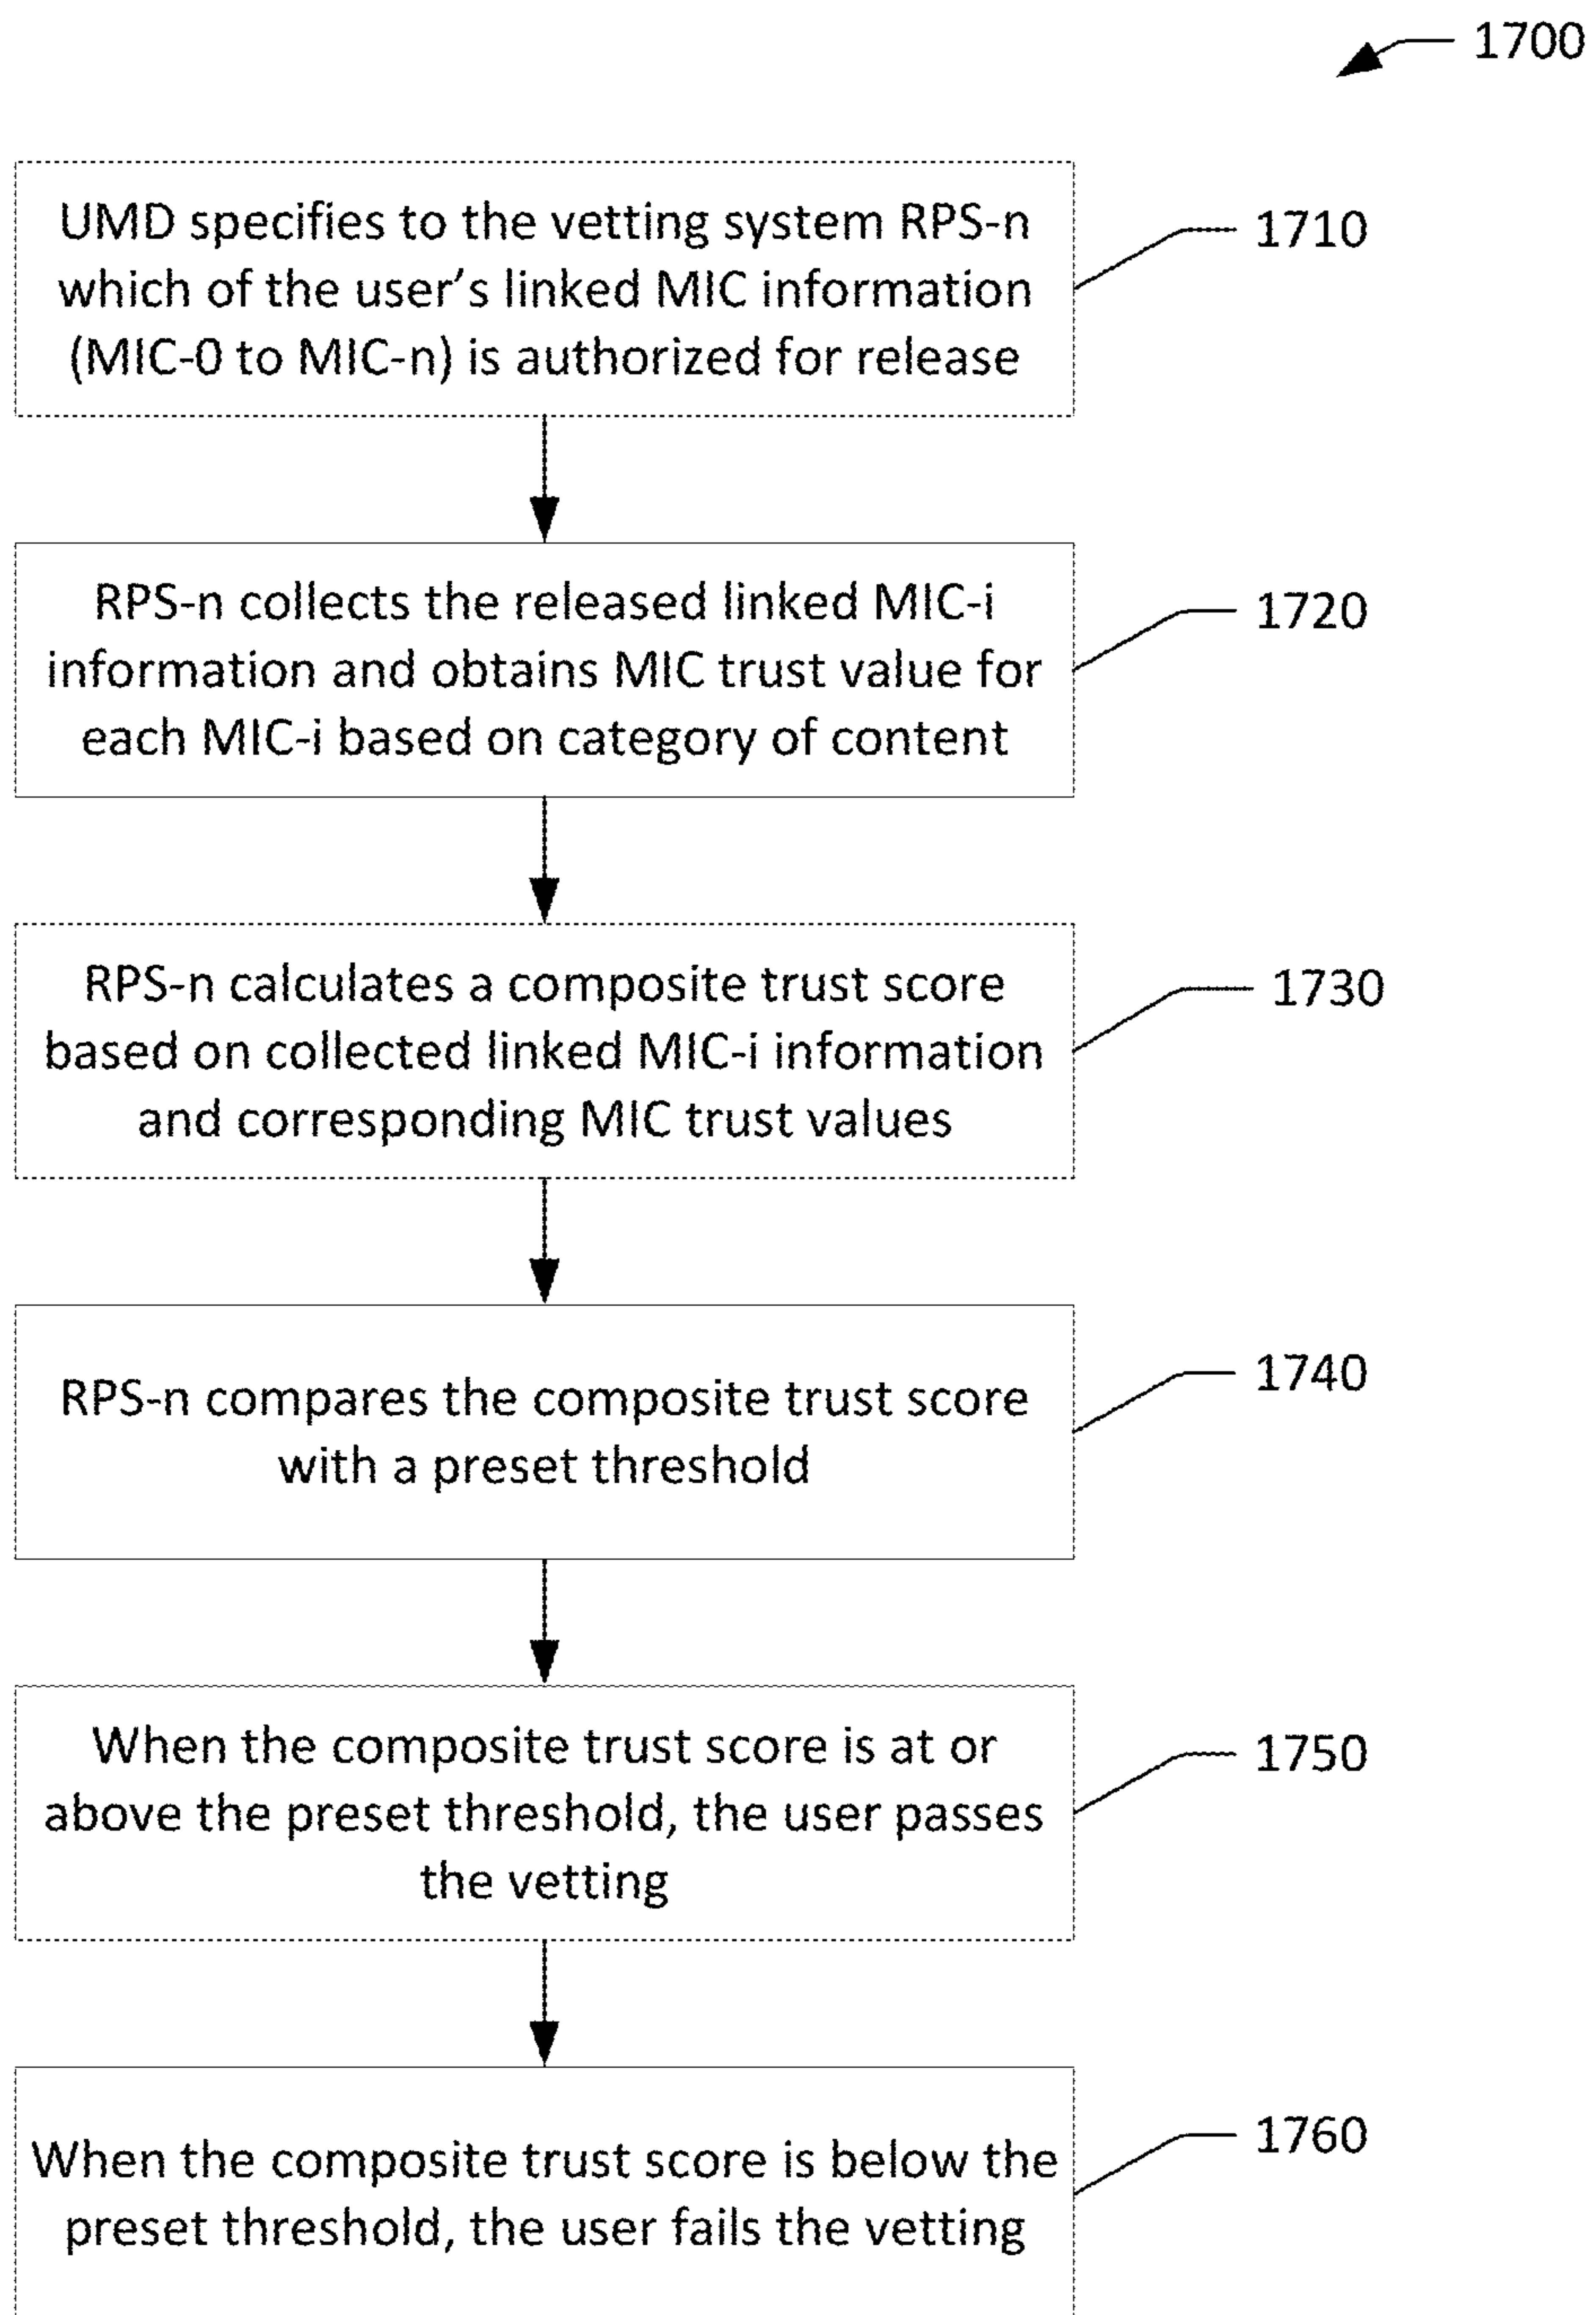 1700
UMD specifies to the vetting system RPS-n
which of the user's linked MIC information
(MIC-0 to MIC-n) is authorized for release
1710
RPS-n collects the released linked MIC-i
information and obtains MIC trust value for
each MIC-i based on category of content
1720
RPS-n calculates a composite trust score
based on collected linked MIC-i information
and corresponding MIC trust values
1730
RPS-n compares the composite trust score
with a preset threshold
1740
When the composite trust score is at or
above the preset threshold, the user passes
the vetting
1750
When the composite trust score is below the
preset threshold, the user fails the vetting
1760